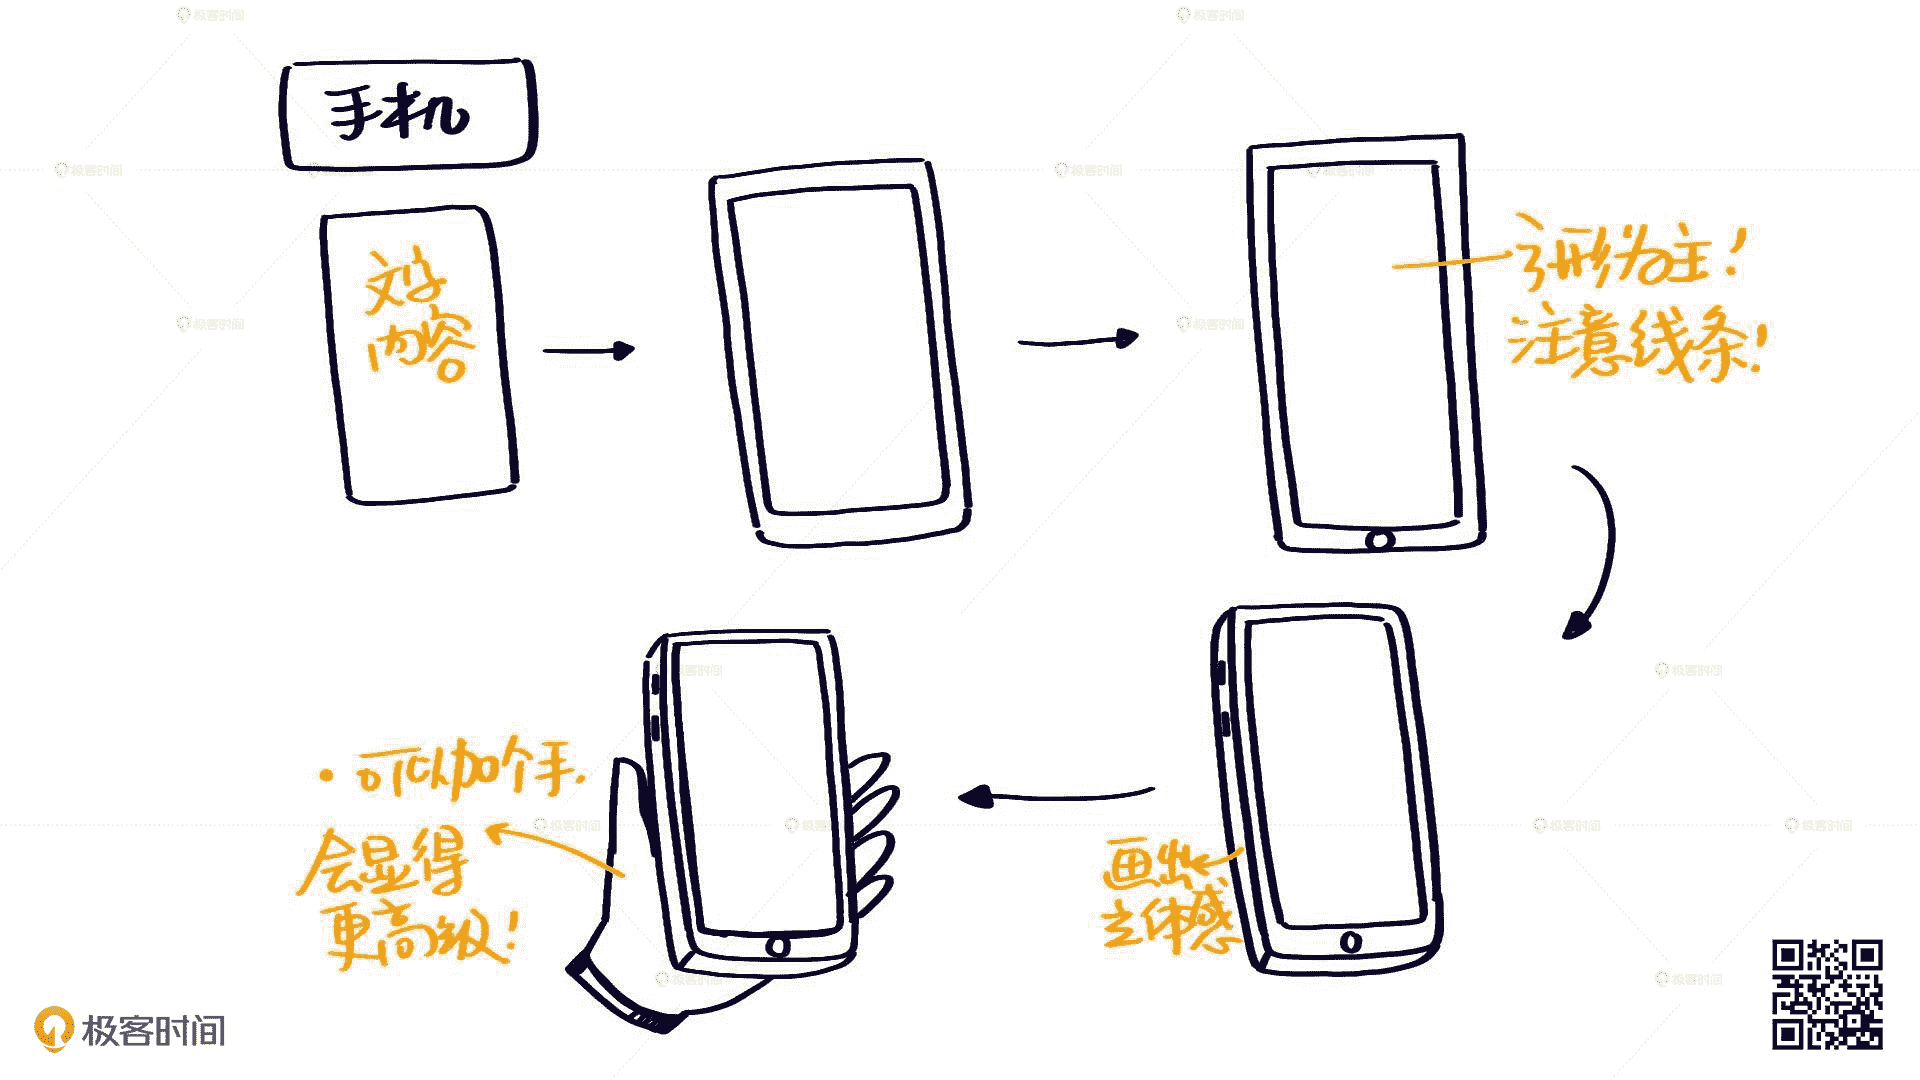 手机
文字
内容
引形为主！
注意线条！
画出
立体感
·可以加个手.
会显得
更高级！
极客时间